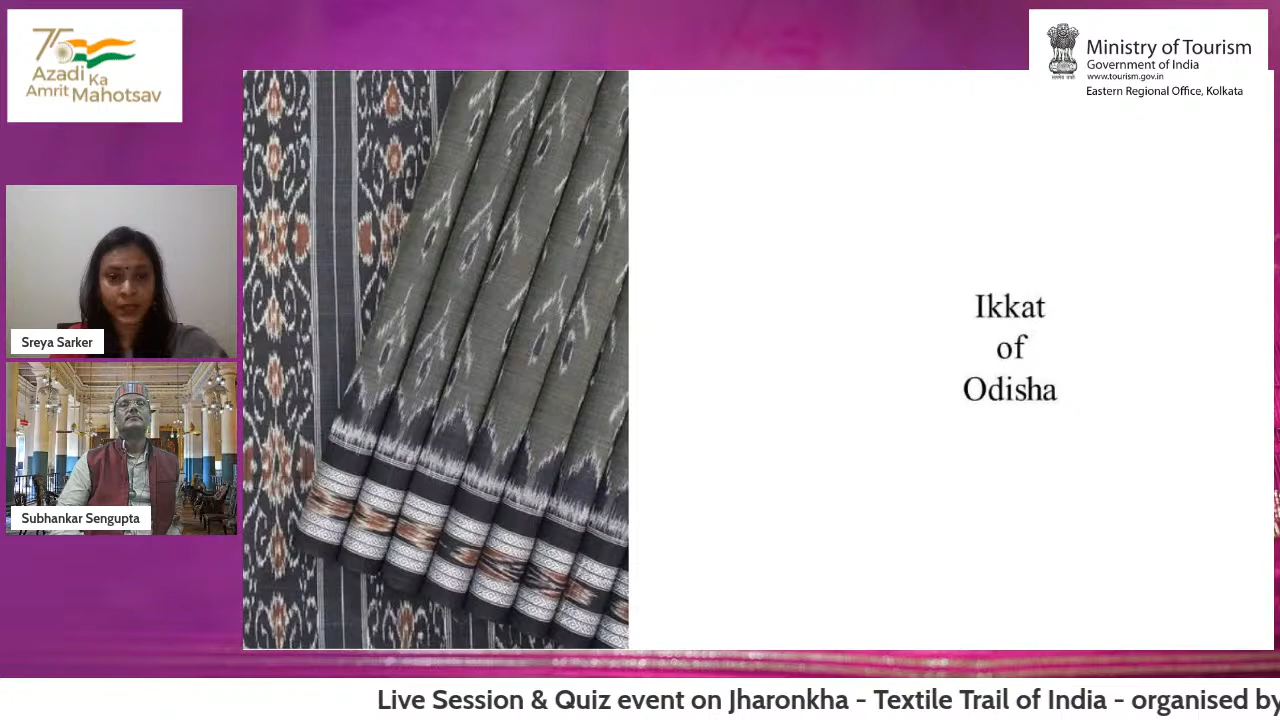 75
Azadi Ka
Amrit Mahotsav
Ministry of Tourism
Government of India
www.tourism.gov.in
Eastern Regional Office, Kolkata
Sreya Sarker
Subhankar Sengupta
Ikkat
of
Odisha
Live Session & Quiz event on Jharonkha - Textile Trail of India - organised by